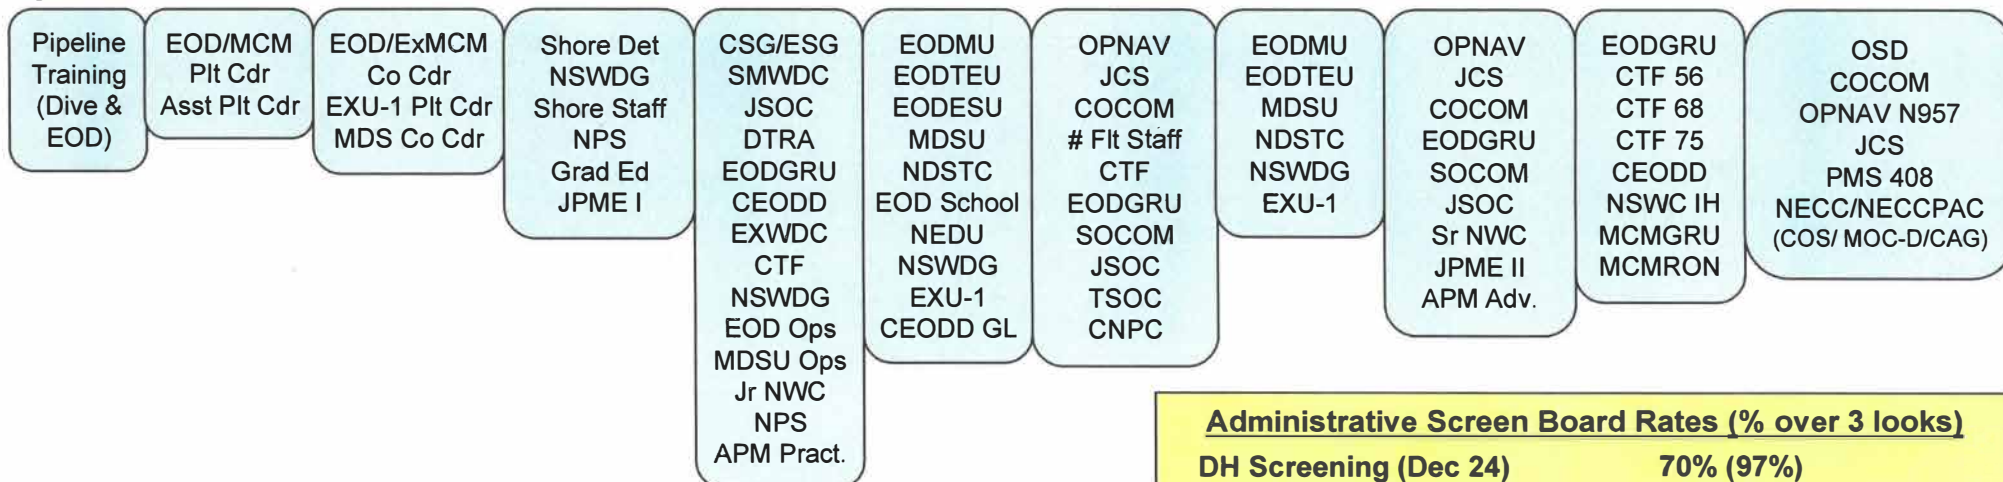 Pipeline
Training
(Dive &
EOD)
EOD/MCM
Plt Cdr
Asst Plt Cdr
EOD/ExMCM
Co Cdr
EXU-1 Plt Cdr
MDS Co Cdr
Shore Det
NSWDG
Shore Staff
NPS
Grad Ed
JPME I
CSG/ESG
SMWDC
JSOC
DTRA
EODGRU
CEODD
EXWDC
CTF
NSWDG
EOD Ops
MDSU Ops
Jr NWC
NPS
APM Pract.
EODMU
EODTEU
EODESU
MDSU
NDSTC
EOD School
NEDU
NSWDG
EXU-1
CEODD GL
OPNAV
JCS
COCOM
# Flt Staff
CTF
EODGRU
SOCOM
JSOC
TSOC
CNPC
EODMU
EODTEU
MDSU
NDSTC
NSWDG
EXU-1
OPNAV
JCS
COCOM
EODGRU
SOCOM
JSOC
Sr NWC
JPME II
APM Adv.
EODGRU
CTF 56
CTF 68
CTF 75
CEODD
NSWC IH
MCMGRU
MCMRON
OSD
COCOM
OPNAV N957
JCS
PMS 408
NECC/NECCPAC
(COS/ MOC-D/CAG)
Administrative Screen Board Rates (% over 3 looks)
DH Screening (Dec 24) 70% (97%)